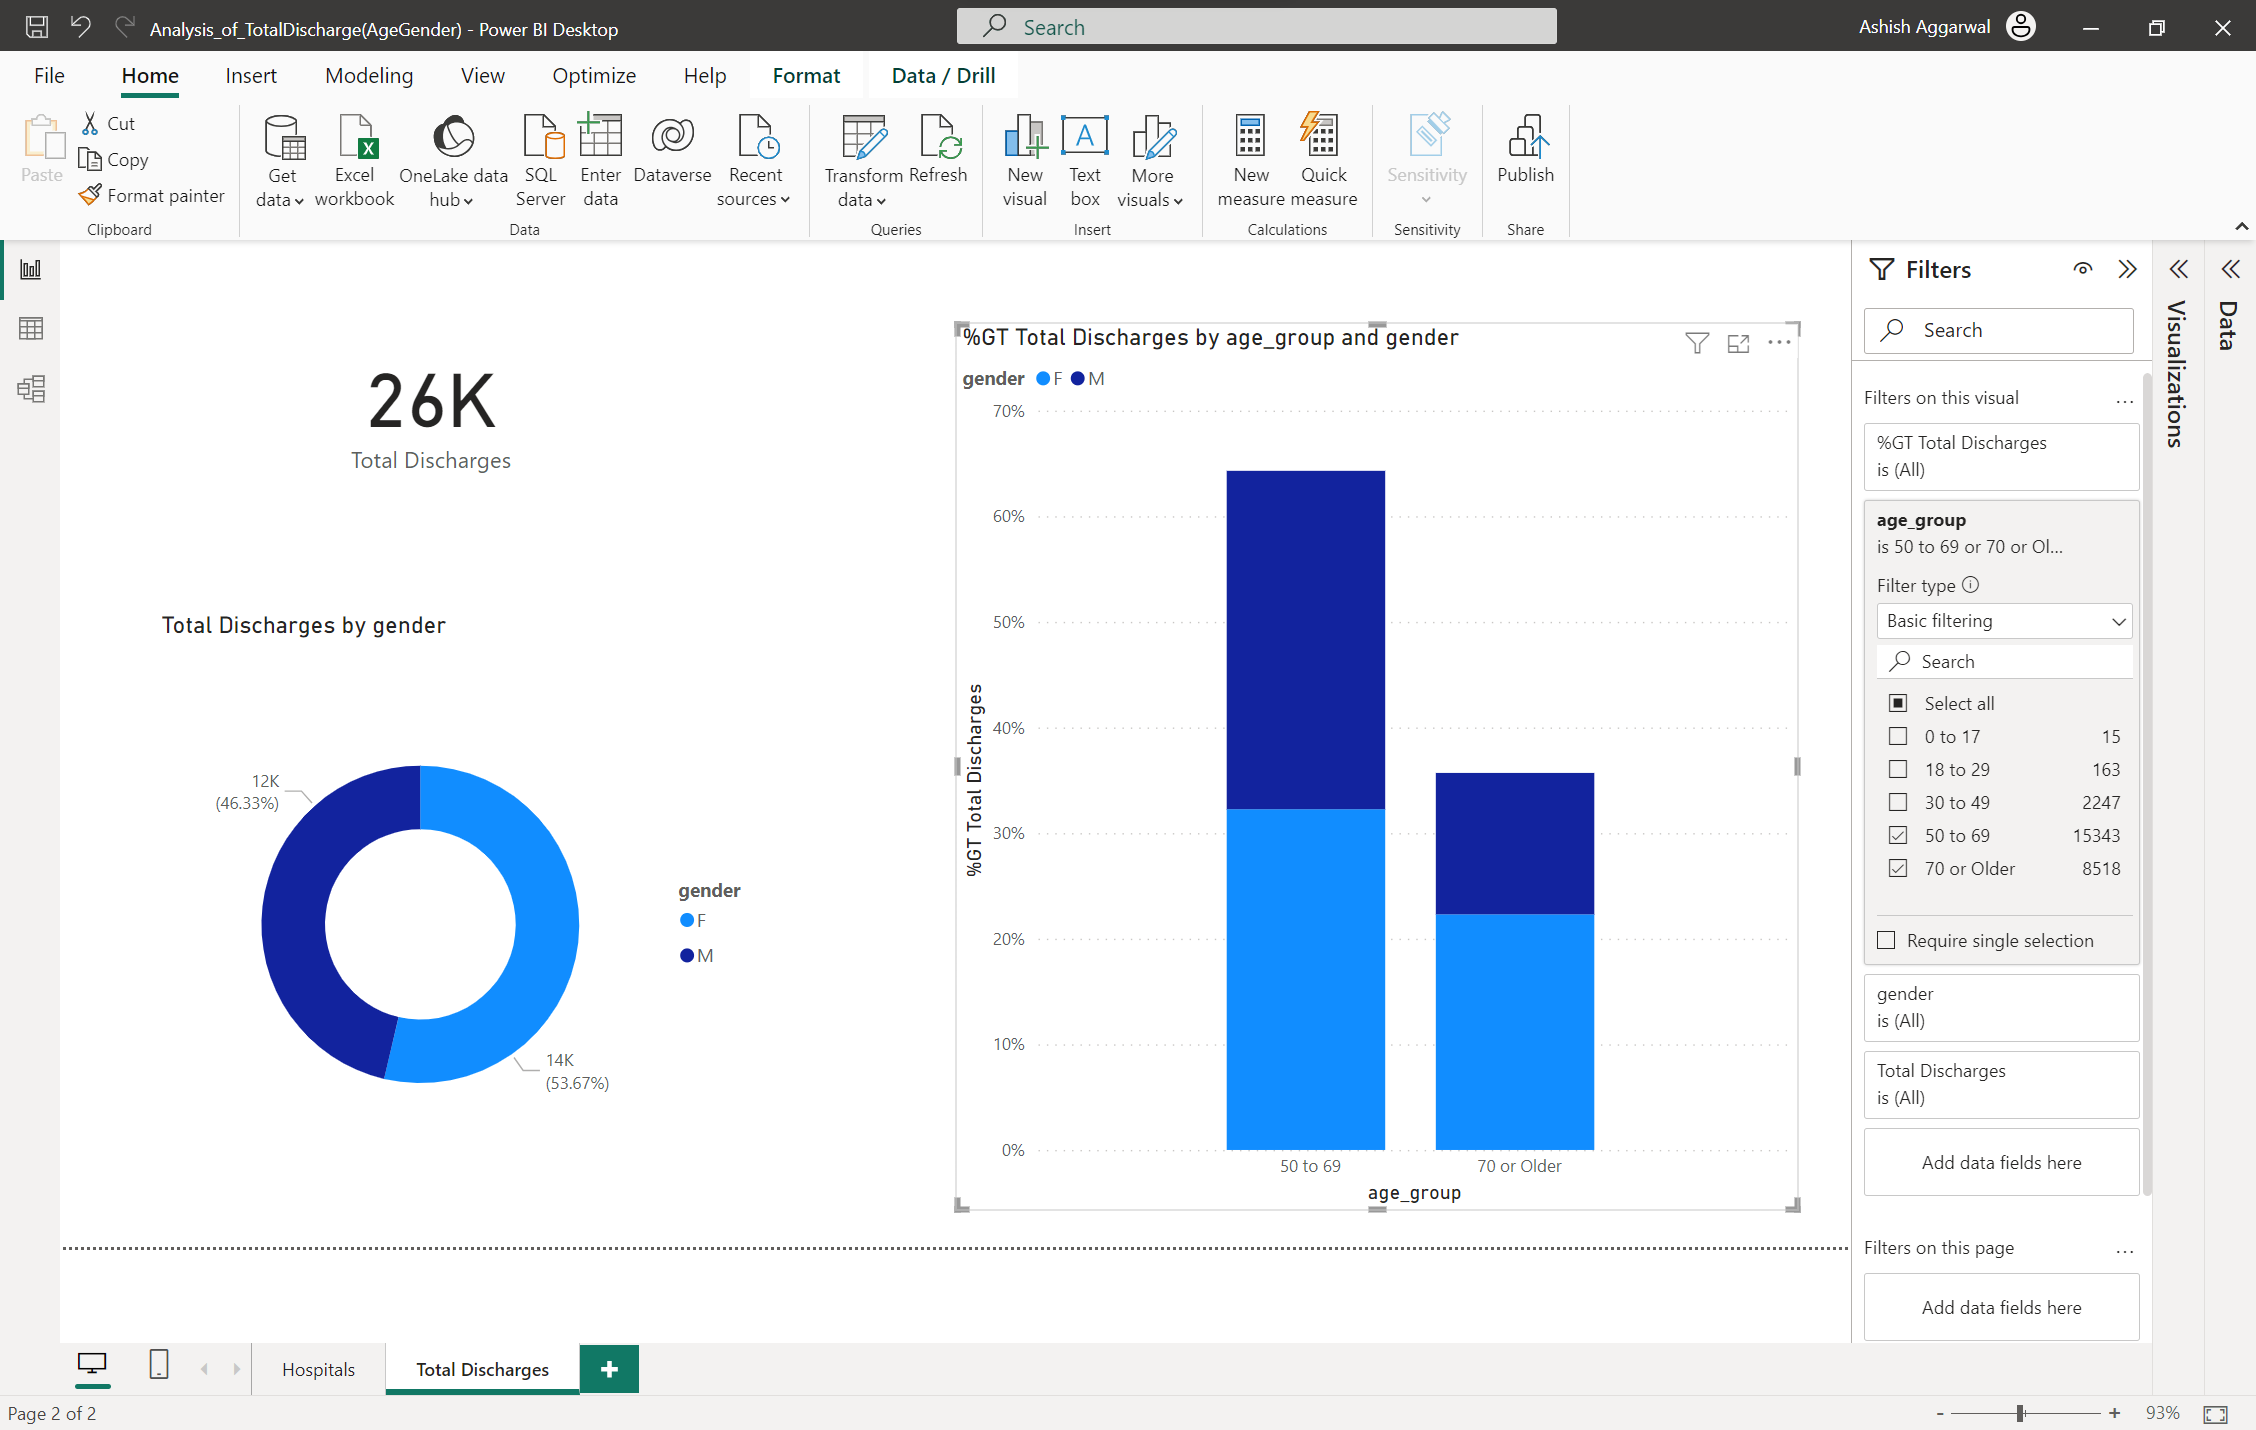 Analysis_of_TotalDischarge(AgeGender) - Power BI Desktop
Search
Ashish Aggarwal
File Home Insert Modeling View Optimize Help Format Data / Drill
Paste
Cut
Copy
Format painter
Clipboard
Get data
Excel workbook
OneLake data hub
SQL Server
Enter data
Dataverse
Recent sources
Data
Transform data
Refresh
Queries
New visual
Text box
More visuals
Insert
New measure
Quick measure
Calculations
Sensitivity
Sensitivity
Publish
Share
26K
Total Discharges
Total Discharges by gender
12K
(46.33%)
14K
(53.67%)
gender
F
M
%GT Total Discharges by age_group and gender
gender F M
%GT Total Discharges
70%
60%
50%
40%
30%
20%
10%
0%
50 to 69 70 or Older
age_group
Filters
Search
Filters on this visual ...
%GT Total Discharges
is (All)
age_group
is 50 to 69 or 70 or Ol...
Filter type
Basic filtering
Search
Select all
0 to 17 15
18 to 29 163
30 to 49 2247
50 to 69 15343
70 or Older 8518
Require single selection
gender
is (All)
Total Discharges
is (All)
Add data fields here
Filters on this page ...
Add data fields here
Visualizations
Data
Hospitals Total Discharges +
Page 2 of 2
- + 93%